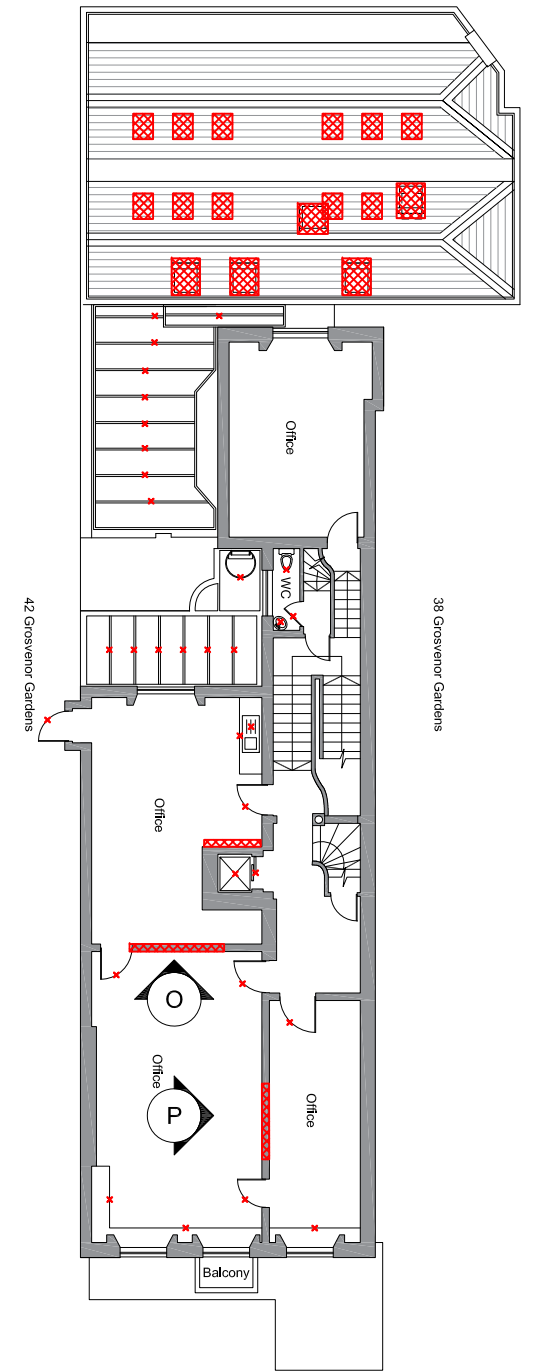 Office
WC
38 Grosvenor Gardens
42 Grosvenor Gardens
Office
O
Office
P
Office
Balcony